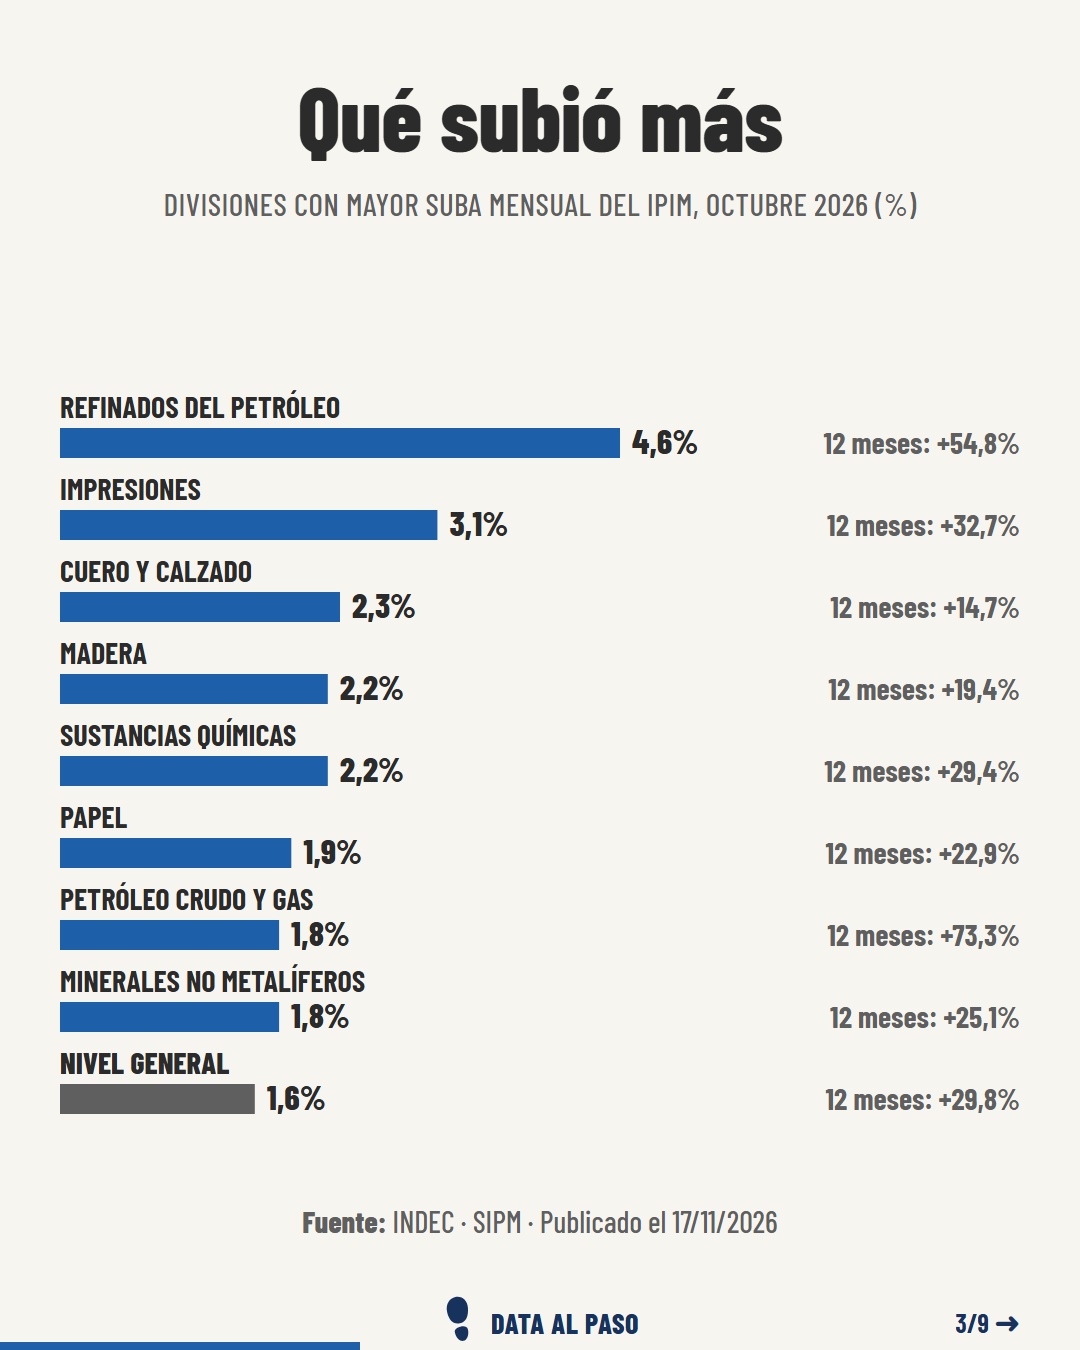 Qué subió más
DIVISIONES CON MAYOR SUBA MENSUAL DEL IPIM, OCTUBRE 2026 (%)
REFINADOS DEL PETRÓLEO
4,6% 12 meses: +54,8%
IMPRESIONES
3,1% 12 meses: +32,7%
CUERO Y CALZADO
2,3% 12 meses: +14,7%
MADERA
2,2% 12 meses: +19,4%
SUSTANCIAS QUÍMICAS
2,2% 12 meses: +29,4%
PAPEL
1,9% 12 meses: +22,9%
PETRÓLEO CRUDO Y GAS
1,8% 12 meses: +73,3%
MINERALES NO METALÍFEROS
1,8% 12 meses: +25,1%
NIVEL GENERAL
1,6% 12 meses: +29,8%
Fuente: INDEC · SIPM · Publicado el 17/11/2026
DATA AL PASO 3/9 →